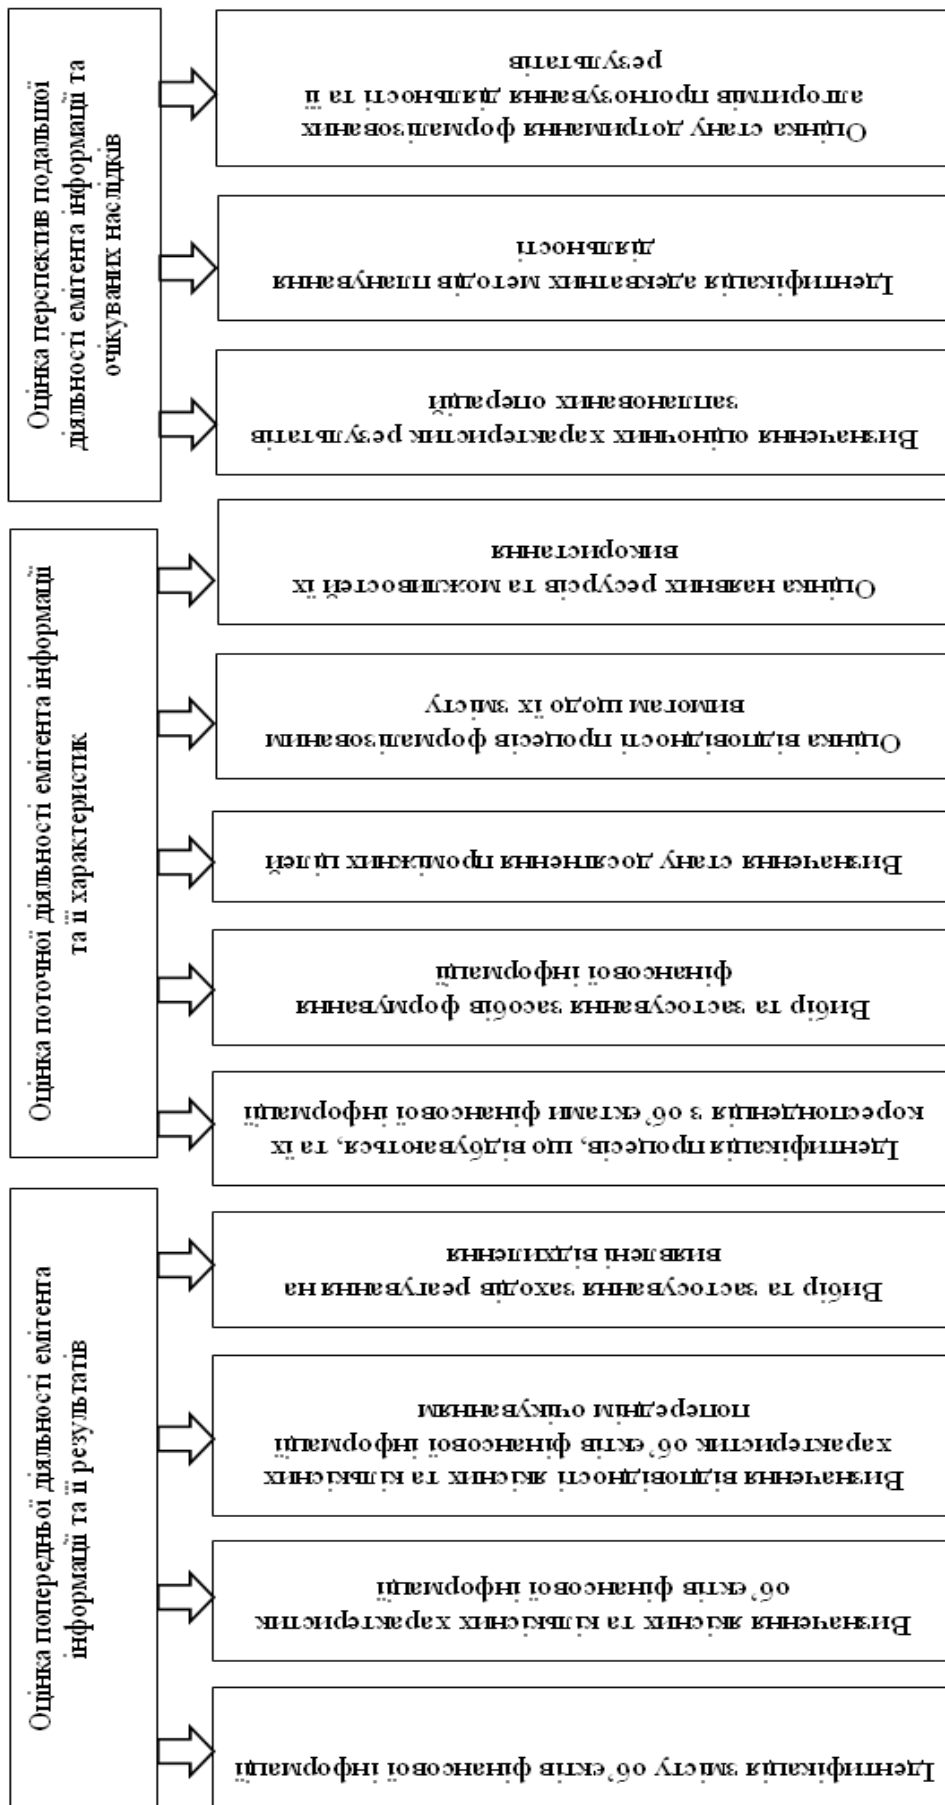 Оцінка попередньої діяльності емітента
інформації та її результатів
Ідентифікація змісту об’єктів фінансової інформації
Визначення якісних та кількісних характеристик
об’єктів фінансової інформації
Визначення відповідності якісних та кількісних
характеристик об’єктів фінансової інформації
попереднім очікуванням
Вибір та застосування заходів реагування на
виявлені відхилення
Оцінка поточної діяльності емітента інформації
та її характеристик
Ідентифікація процесів, що відбуваються, та їх
кореспонденція з об’єктами фінансової інформації
Вибір та застосування засобів формування
фінансової інформації
Визначення стану досягнення проміжних цілей
Оцінка відповідності процесів формалізованим
вимогам щодо їх змісту
Оцінка наявних ресурсів та можливостей їх
використання
Оцінка перспектив подальшої
діяльності емітента інформації та
очікуваних наслідків
Визначення оціночних характеристик результатів
запланованих операцій
Ідентифікація адекватних методів планування
діяльності
Оцінка стану дотримання формалізованих
алгоритмів прогнозування діяльності та її
результатів